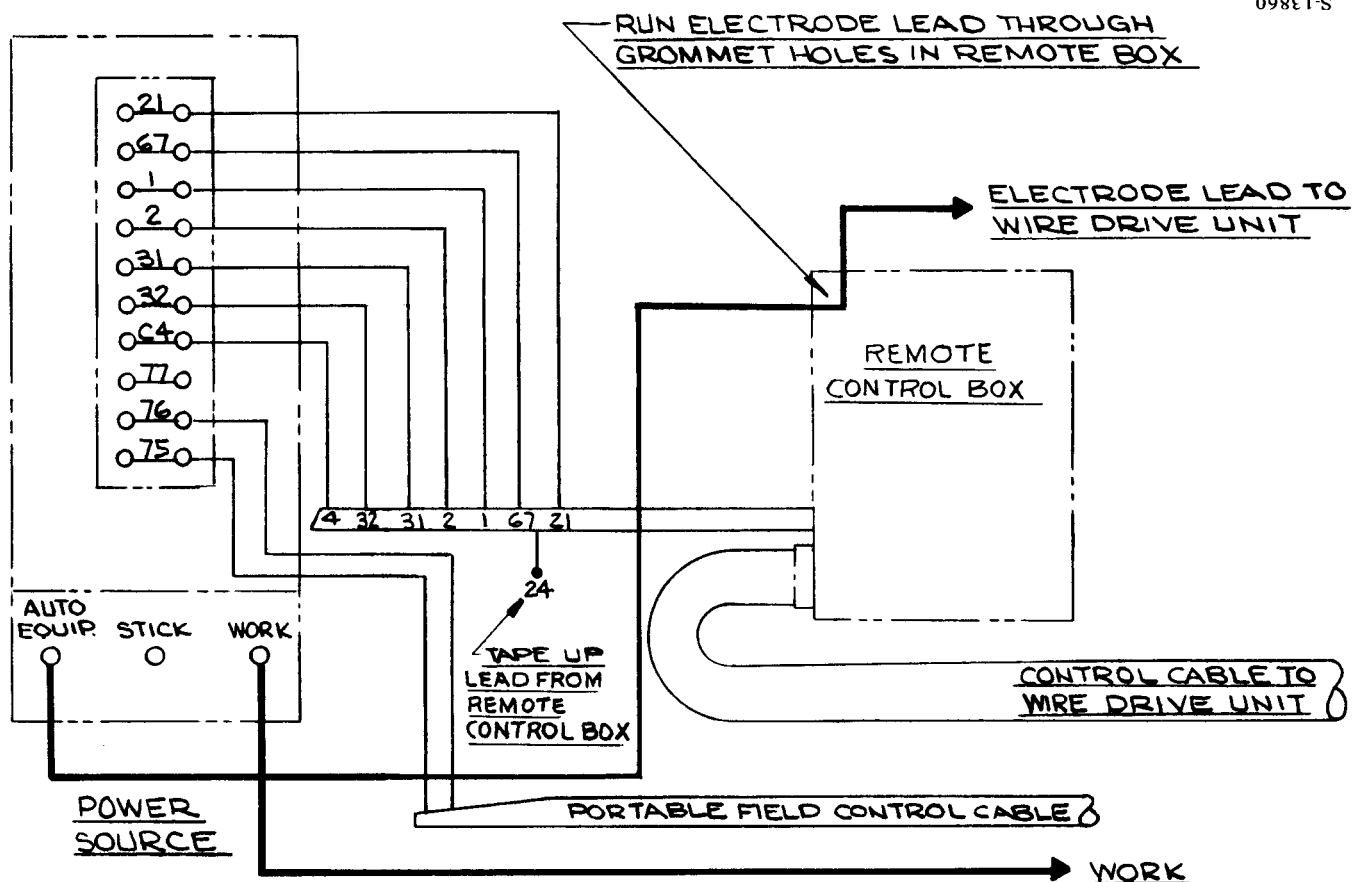 S-13860
RUN ELECTRODE LEAD THROUGH
GROMMET HOLES IN REMOTE BOX
21
67
1
2
31
32
C4
77
76
75
ELECTRODE LEAD TO
WIRE DRIVE UNIT
REMOTE
CONTROL BOX
4 32 31 2 1 67 21
24
TAPE UP
LEAD FROM
REMOTE
CONTROL BOX
AUTO
EQUIP. STICK WORK
CONTROL CABLE TO
WIRE DRIVE UNIT
POWER
SOURCE
PORTABLE FIELD CONTROL CABLE
WORK